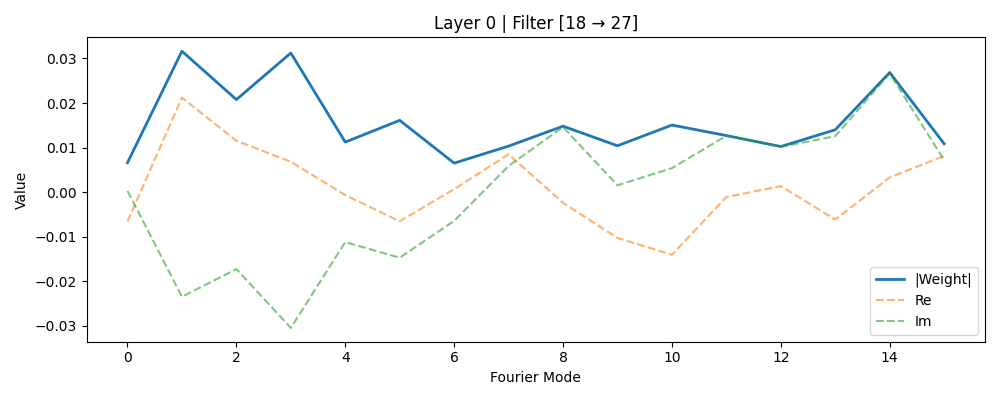 Layer 0 | Filter [18 → 27]
Value
0.03
0.02
0.01
0.00
−0.01
−0.02
−0.03
0 2 4 6 8 10 12 14
Fourier Mode
|Weight|
Re
Im